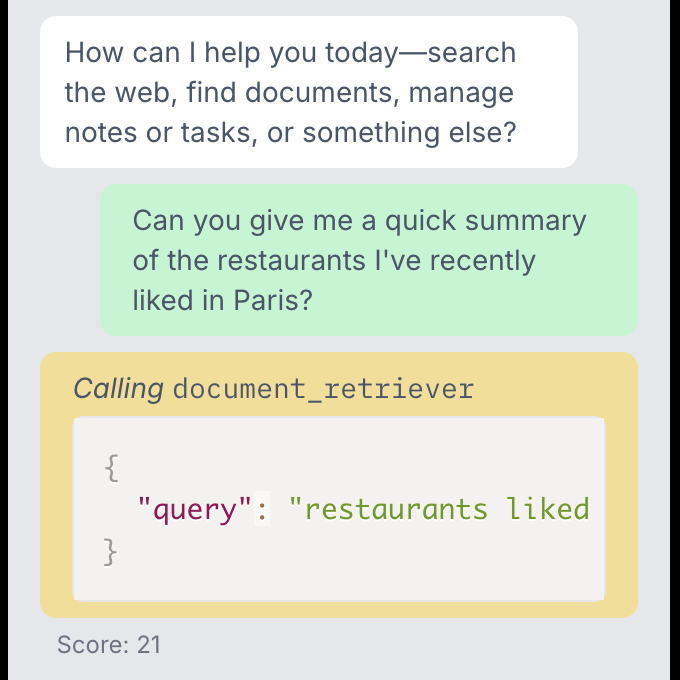 How can I help you today—search
the web, find documents, manage
notes or tasks, or something else?
Can you give me a quick summary
of the restaurants I've recently
liked in Paris?
Calling document_retriever
{
"query": "restaurants liked
}
Score: 21